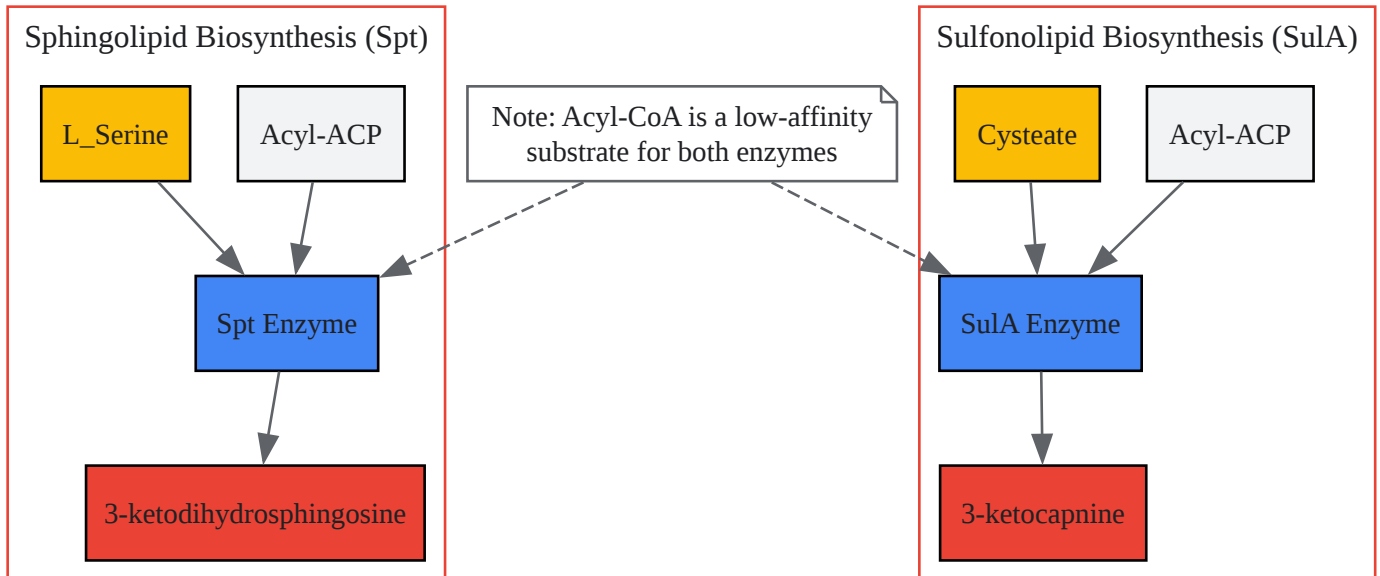 Sphingolipid Biosynthesis (Spt)
L_Serine
Acyl-ACP
Spt Enzyme
3-ketodihydrosphingosine
Note: Acyl-CoA is a low-affinity
substrate for both enzymes
Sulfonolipid Biosynthesis (SulA)
Cysteate
Acyl-ACP
SulA Enzyme
3-ketocapnine